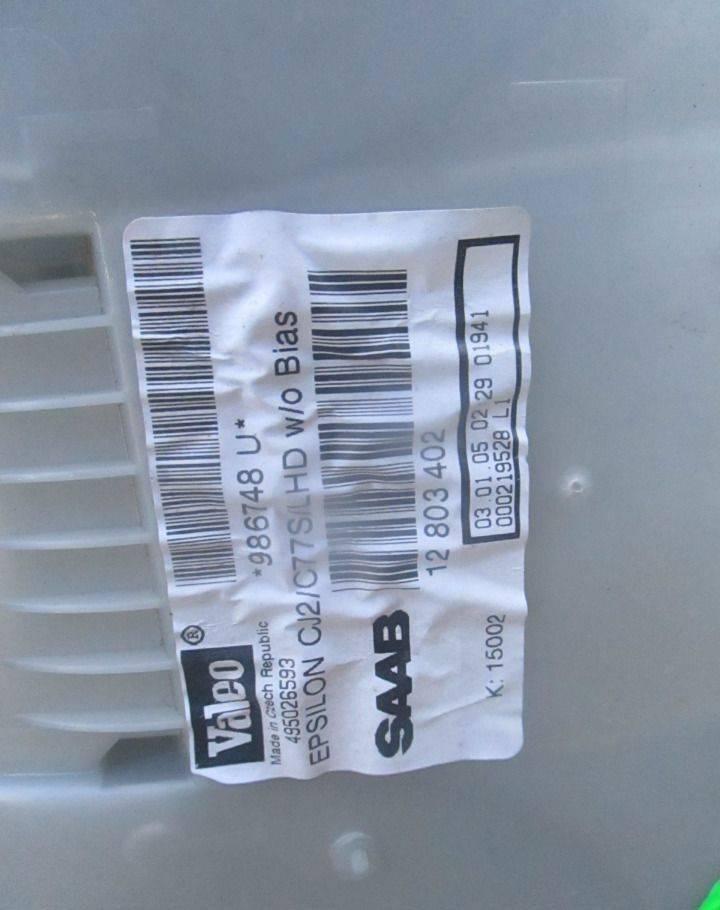 *986748 U*
Valeo®
Made in Czech Republic
495026593
EPSILON CJ2/C77S/LHD w/o Bias
SAAB
12 803 402
K: 15002
03 01 05 02 29 01941
000219528 L1